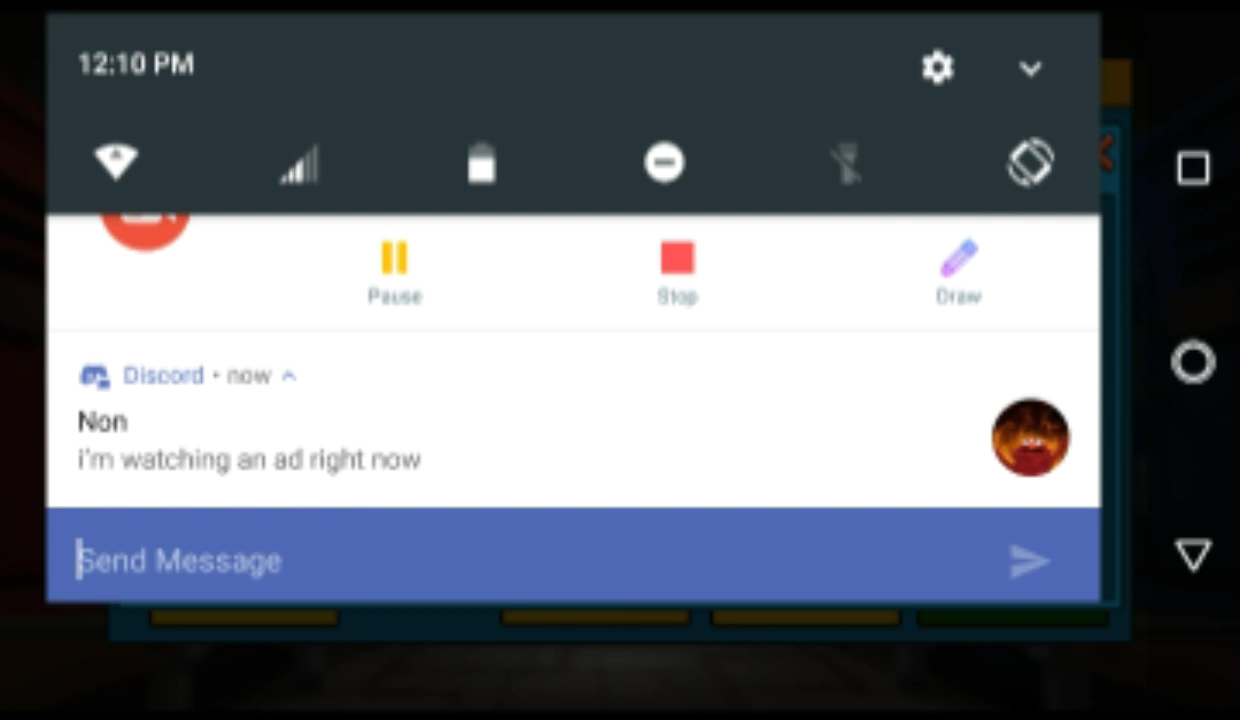 12:10 PM
Pause
Stop
Draw
Discord • now
Non
i'm watching an ad right now
Send Message